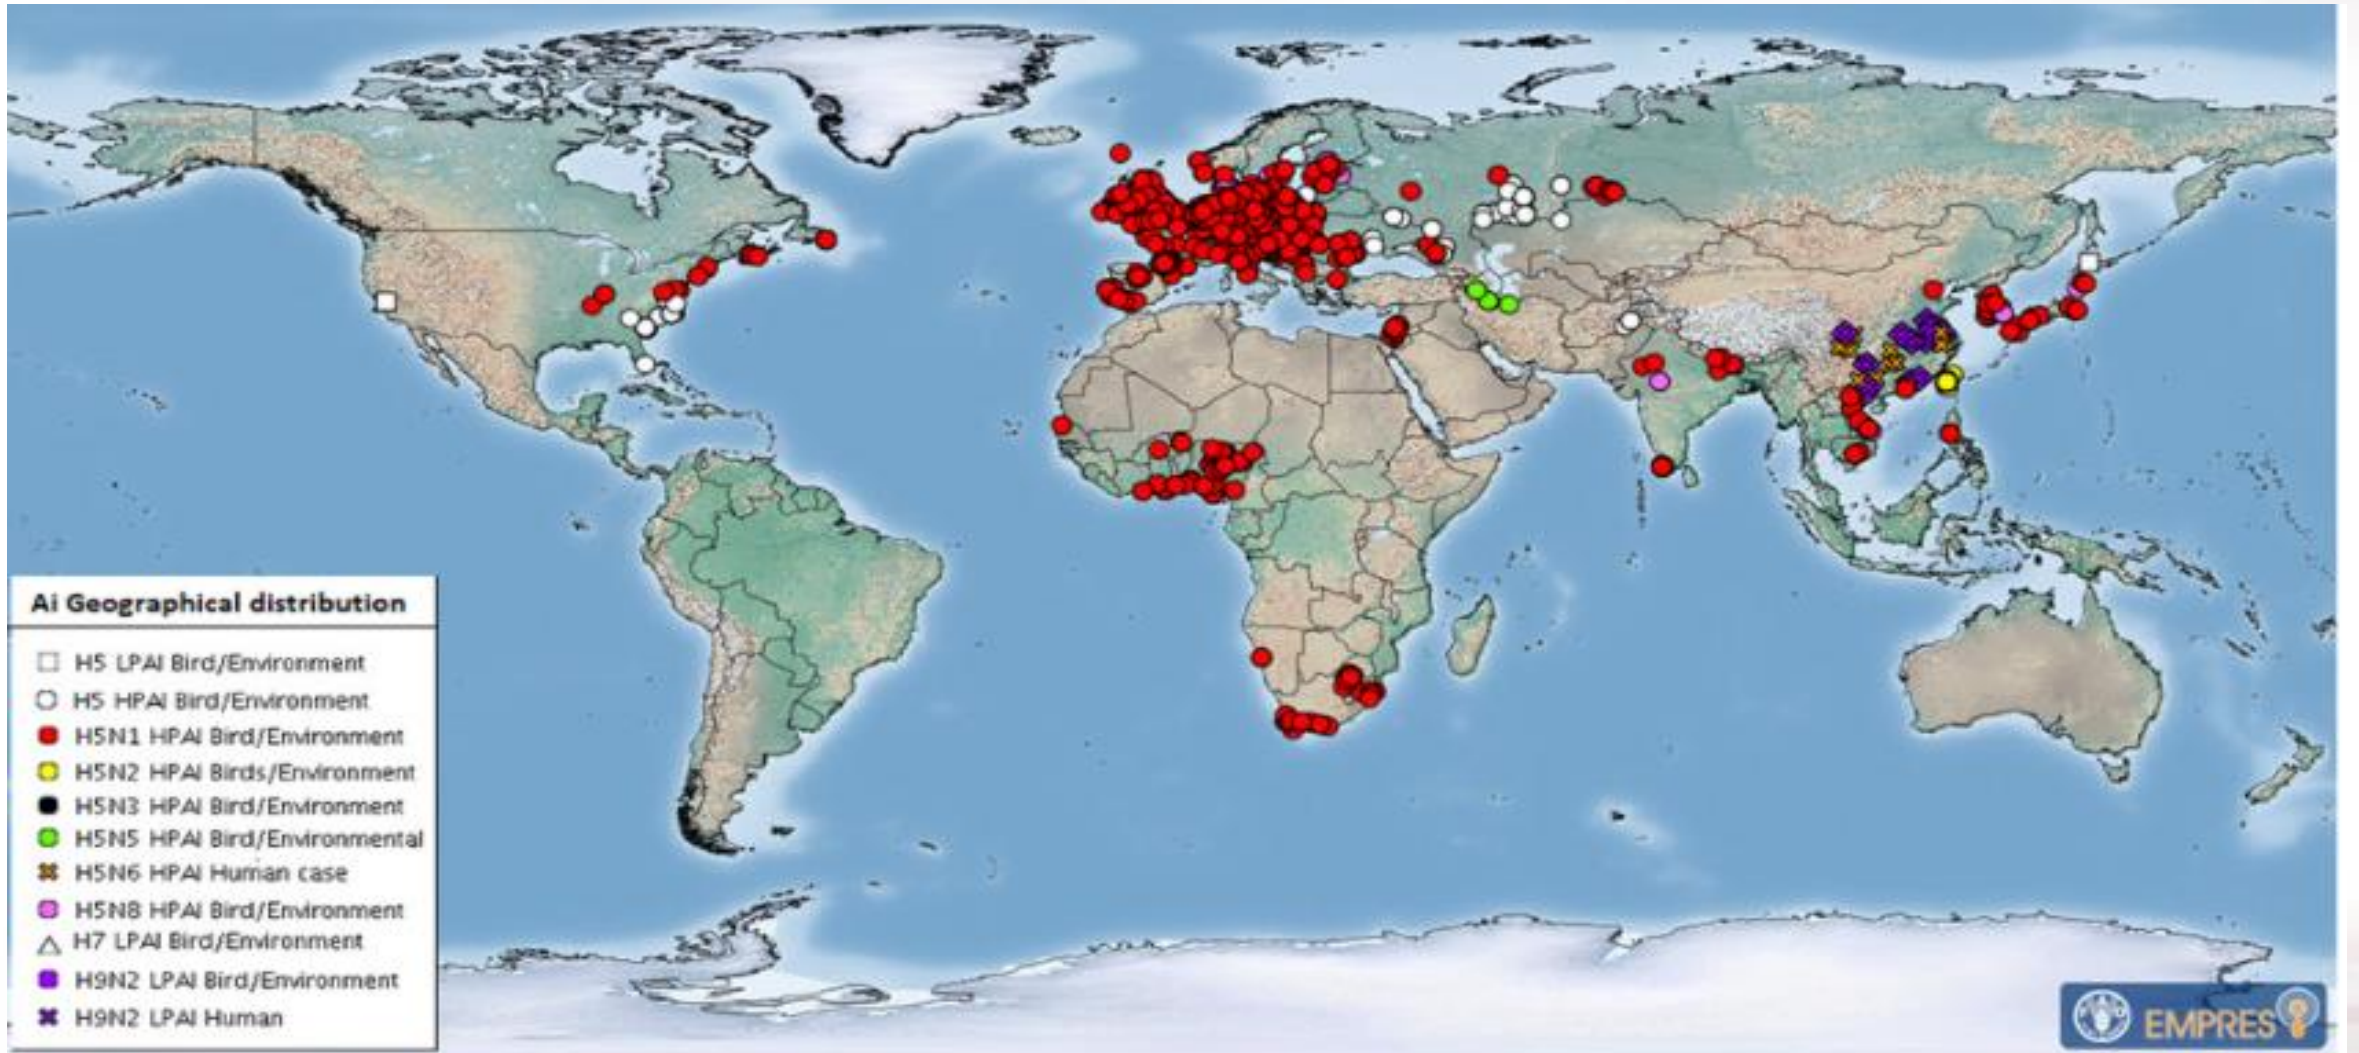 Ai Geographical distribution
H5 LPAI Bird/Environment
H5 HPAI Bird/Environment
H5N1 HPAI Bird/Environment
H5N2 HPAI Birds/Environment
H5N3 HPAI Bird/Environment
H5N5 HPAI Bird/Environmental
H5N6 HPAI Human case
H5N8 HPAI Bird/Environment
H7 LPAI Bird/Environment
H9N2 LPAI Bird/Environment
H9N2 LPAI Human
EMPRES